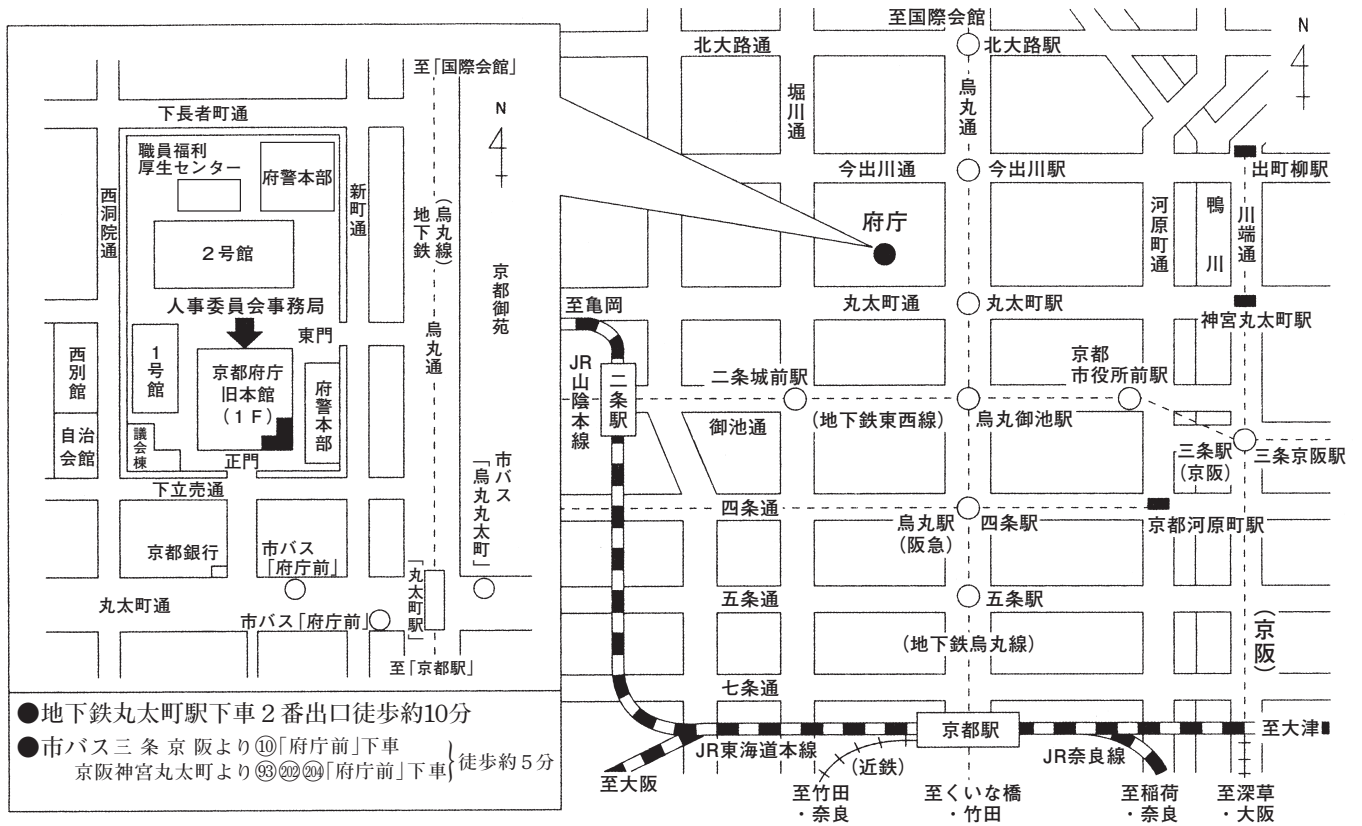 至「国際会館」
N
下長者町通
職員福利
厚生センター
府警本部
西洞院通
新町通
地下鉄
(烏丸線)
2号館
京都御苑
人事委員会事務局
東門
烏丸通
西別館
1号館
京都府庁
旧本館
(1F)
府警本部
自治
会館
議会棟
正門
下立売通
市バス
「烏丸丸太町」
京都銀行
市バス
「府庁前」
「丸太町駅」
丸太町通
市バス「府庁前」
至「京都駅」
●地下鉄丸太町駅下車2番出口徒歩約10分
●市バス三条京阪より⑩「府庁前」下車
京阪神宮丸太町より93 202 204「府庁前」下車}徒歩約5分
至国際会館
N
北大路通
北大路駅
堀川通
烏丸通
今出川通
今出川駅
出町柳駅
府庁
河原町通
鴨川
川端通
至亀岡
丸太町通
丸太町駅
神宮丸太町駅
JR山陰本線
二条駅
二条城前駅
京都
市役所前駅
御池通
(地下鉄東西線)
烏丸御池駅
三条駅
(京阪)
三条京阪駅
四条通
烏丸駅
(阪急)
四条駅
京都河原町駅
五条通
五条駅
(地下鉄烏丸線)
(京阪)
七条通
京都駅
至大津
JR東海道本線
(近鉄)
JR奈良線
至大阪
至竹田
・奈良
至くいな橋
・竹田
至稲荷
・奈良
至深草
・大阪